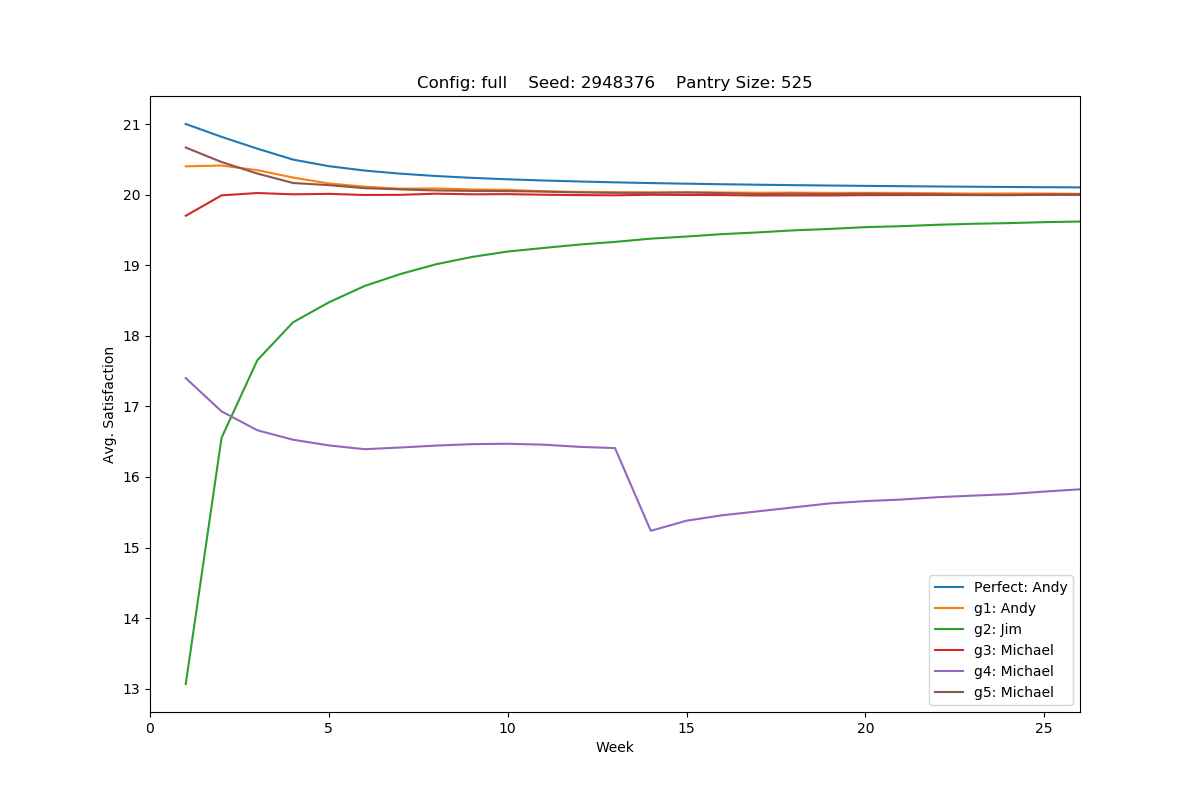 Config: full    Seed: 2948376    Pantry Size: 525
21
20
19
18
17
16
15
14
13
Avg. Satisfaction
0
5
10
15
20
25
Week
Perfect: Andy
g1: Andy
g2: Jim
g3: Michael
g4: Michael
g5: Michael